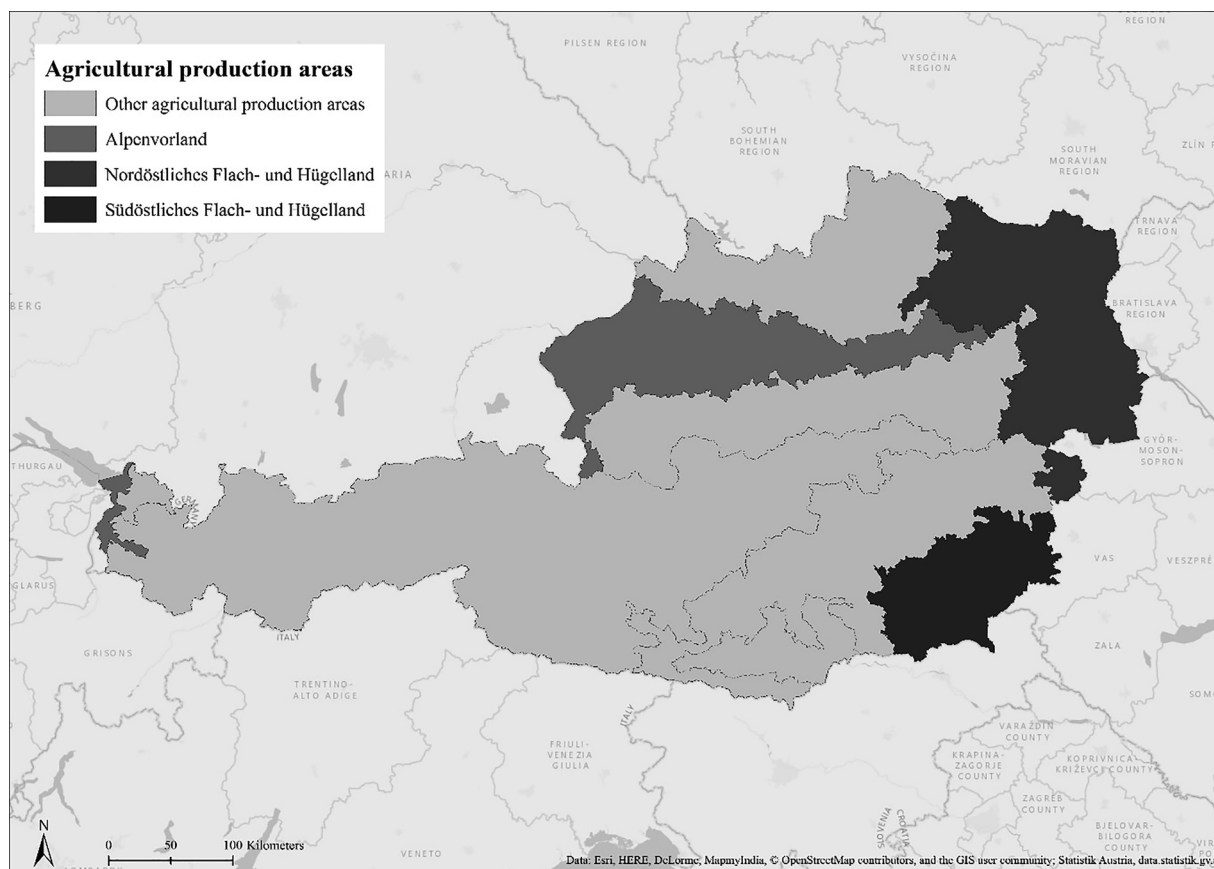 Agricultural production areas
Other agricultural production areas
Alpenvorland
Nordöstliches Flach- und Hügelland
Südöstliches Flach- und Hügelland
REGION
PILSEN REGION
VYSOČINA
REGION
SOUTH
BOHEMIAN
REGION
SOUTH
MORAVIAN
REGION
ZLÍN
ARIA
TRNAVA
REGION
BERG
BRATISLAVA
REGION
THURGAU
GYŐR-
MOSON-
SOPRON
GERMANY
VAS
VESZPRÉ
GLARUS
ITALY
GRISONS
ZALA
TRENTINO-
ALTO ADIGE
SOM
ITALY
VARAŽDIN
COUNTY
FRIULI-
VENEZIA
GIULIA
KRAPINA-
ZAGORJE
COUNTY
KOPRIVNICA-
KRIŽEVCI COUNTY
ZAGREB
COUNTY
SLOVENIA
CROATIA
BJELOVAR-
BILOGORA
COUNTY
N
0 50 100 Kilometers
VENETO
Data: Esri, HERE, DeLorme, MapmyIndia, © OpenStreetMap contributors, and the GIS user community; Statistik Austria, data.statistik.gv.